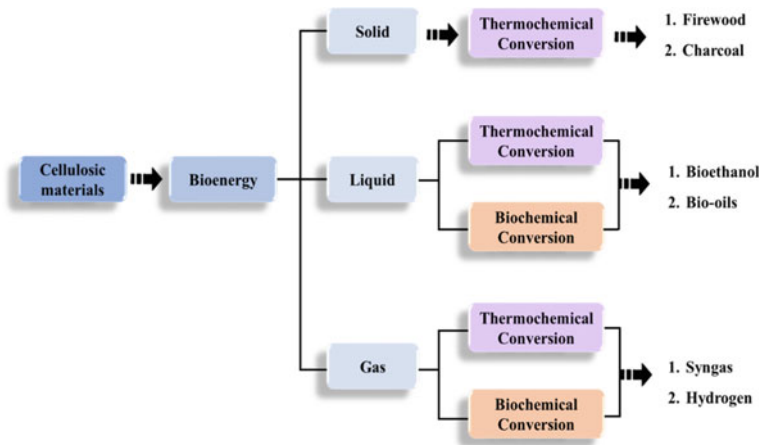 Cellulosic
materials
Bioenergy
Solid
Thermochemical
Conversion
1. Firewood
2. Charcoal
Liquid
Thermochemical
Conversion
Biochemical
Conversion
1. Bioethanol
2. Bio-oils
Gas
Thermochemical
Conversion
Biochemical
Conversion
1. Syngas
2. Hydrogen